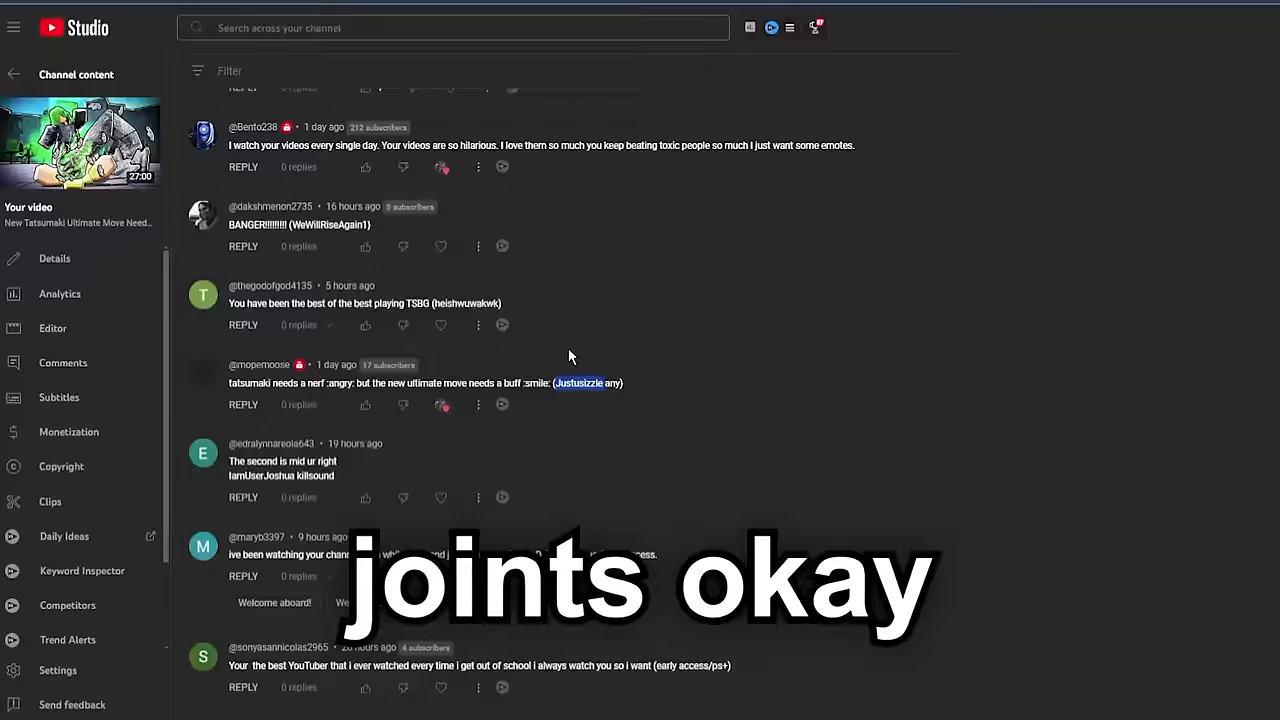 Studio
Search across your channel
Channel content
Filter
27:00
Your video
New Tatsumaki Ultimate Move Need...
Details
Analytics
Editor
Comments
Subtitles
Monetization
Copyright
Clips
Daily Ideas
Keyword Inspector
Competitors
Trend Alerts
Settings
Send feedback
@Bento238 • 1 day ago 212 subscribers
I watch your videos every single day. Your videos are so hilarious. I love them so much you keep beating toxic people so much I just want some emotes.
REPLY 0 replies
@dakshmenon2735 • 16 hours ago 8 subscribers
BANGER!!!!!!!!! (WeWillRiseAgain1)
REPLY 0 replies
T
@thegodofgod4135 • 5 hours ago
You have been the best of the best playing TSBG (heishwuwakwk)
REPLY 0 replies
@mopemoose • 1 day ago 17 subscribers
tatsumaki needs a nerf :angry: but the new ultimate move needs a buff :smile: (Justusizzle any)
REPLY 0 replies
E
@edralynnareola643 • 19 hours ago
The second is mid ur right
IamUserJoshua killsound
REPLY 0 replies
M
@maryb3397 • 9 hours ago
ive been watching your chan
REPLY 0 replies
Welcome aboard!
joints okay
S
@sonyasannicolas2965 • hours ago 4 subscribers
Your the best YouTuber that i ever watched every time i get out of school i always watch you so i want (early access/ps+)
REPLY 0 replies